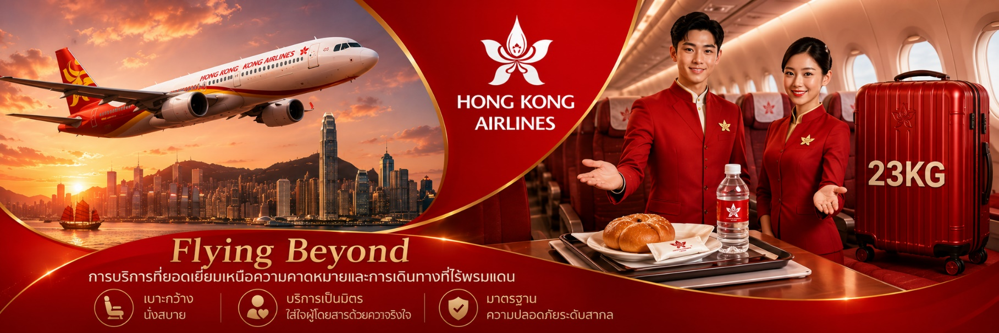 HONG KONG AIRLINES
HONG KONG
AIRLINES
23KG
Flying Beyond
การบริการที่ยอดเยี่ยมเหนือความคาดหมายและการเดินทางที่ไร้พรมแดน
เบาะกว้าง
นั่งสบาย
บริการเป็นมิตร
ใส่ใจผู้โดยสารด้วยความจริงใจ
มาตรฐาน
ความปลอดภัยระดับสากล